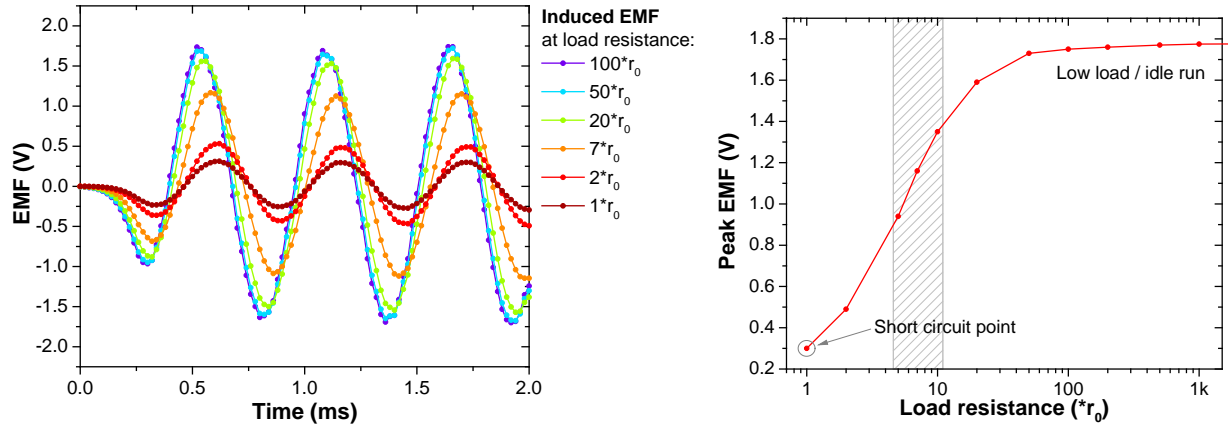 2.0
1.5
1.0
0.5
0.0
-0.5
-1.0
-1.5
-2.0
EMF (V)
0.0 0.5 1.0 1.5 2.0
Time (ms)
Induced EMF
at load resistance:
100*r0
50*r0
20*r0
7*r0
2*r0
1*r0
1.8
1.6
1.4
1.2
1.0
0.8
0.6
0.4
0.2
Peak EMF (V)
Low load / idle run
Short circuit point
1 10 100 1k
Load resistance (*r0)